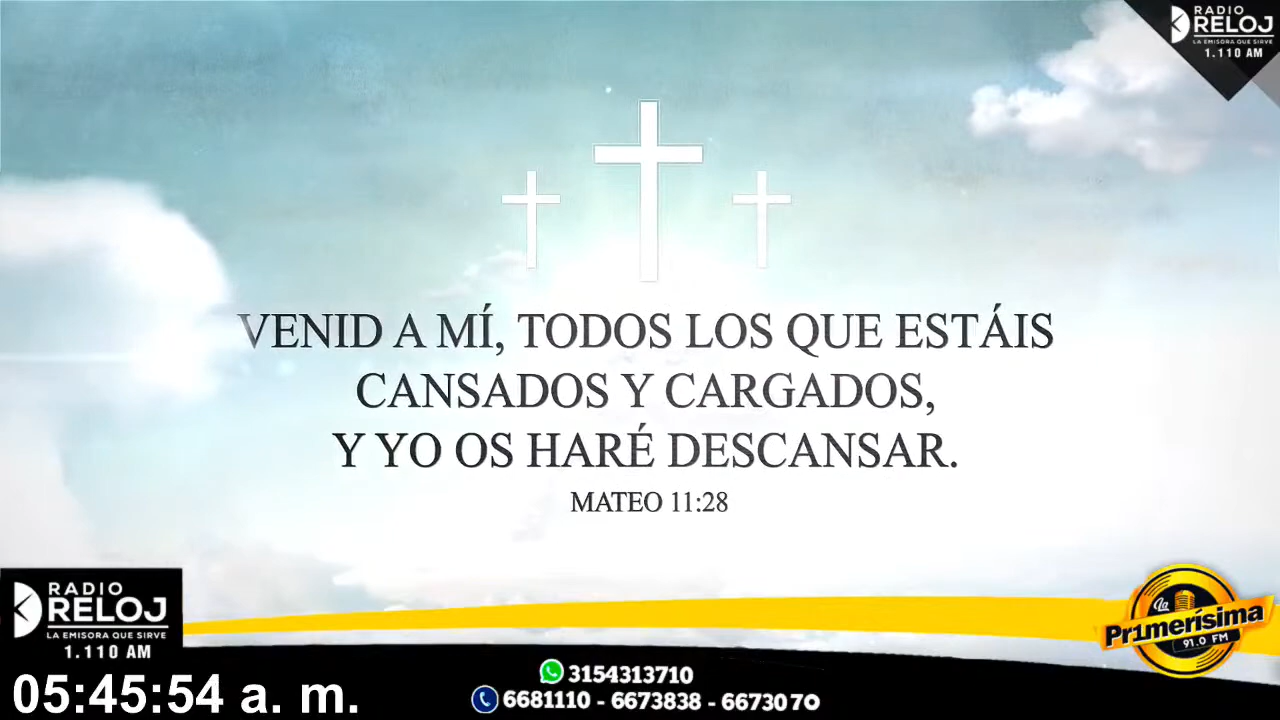 RADIO
RELOJ
LA EMISORA QUE SIRVE
1.110 AM
VENID A MÍ, TODOS LOS QUE ESTÁIS
CANSADOS Y CARGADOS,
Y YO OS HARÉ DESCANSAR.
MATEO 11:28
RADIO
RELOJ
LA EMISORA QUE SIRVE
1.110 AM
05:45:54 a. m.
3154313710
6681110 - 6673838 - 6673070
La
Pr1merísima
91.0 FM